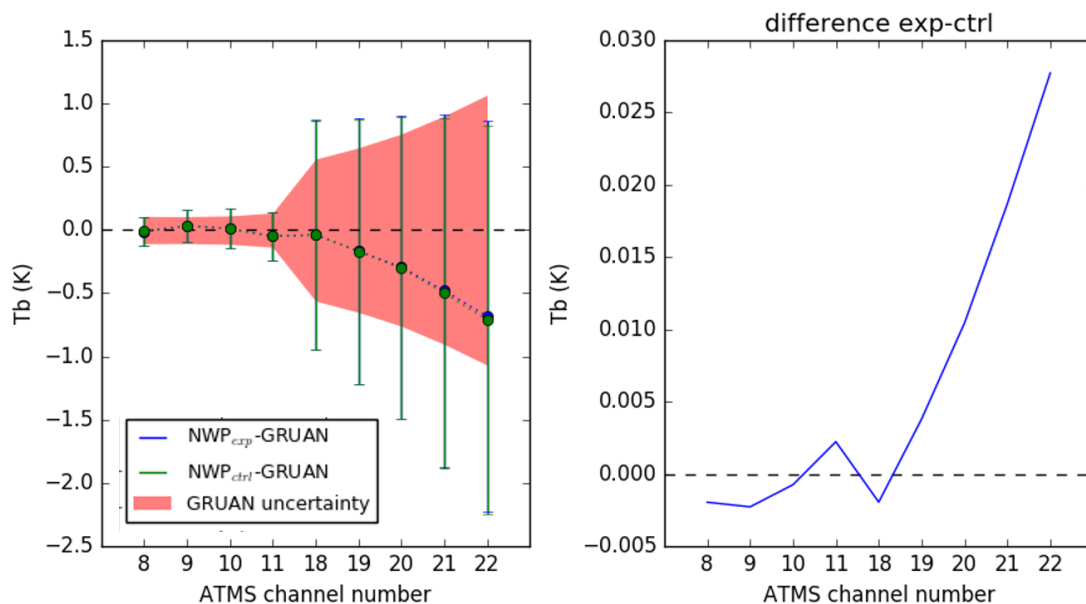 difference exp-ctrl
1.5
1.0
0.5
0.0
−0.5
−1.0
−1.5
−2.0
−2.5
Tb (K)
NWPexp-GRUAN
NWPctrl-GRUAN
GRUAN uncertainty
8 9 10 11 18 19 20 21 22
ATMS channel number
0.030
0.025
0.020
0.015
0.010
0.005
0.000
−0.005
Tb (K)
8 9 10 11 18 19 20 21 22
ATMS channel number